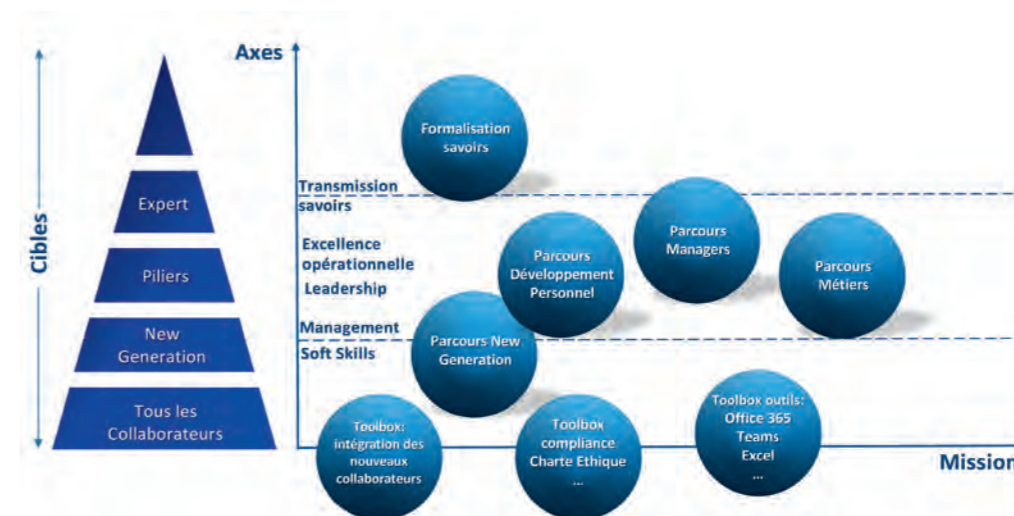 Cibles
Expert
Piliers
New
Generation
Tous les
Collaborateurs
Axes
Formalisation
savoirs
Transmission
savoirs
Excellence
opérationnelle
Leadership
Management
Soft Skills
Parcours
Développement
Personnel
Parcours
Managers
Parcours
Métiers
Parcours New
Generation
Toolbox:
intégration des
nouveaux
collaborateurs
Toolbox
compliance
Charte Ethique
...
Toolbox outils:
Office 365
Teams
Excel
...
Mission